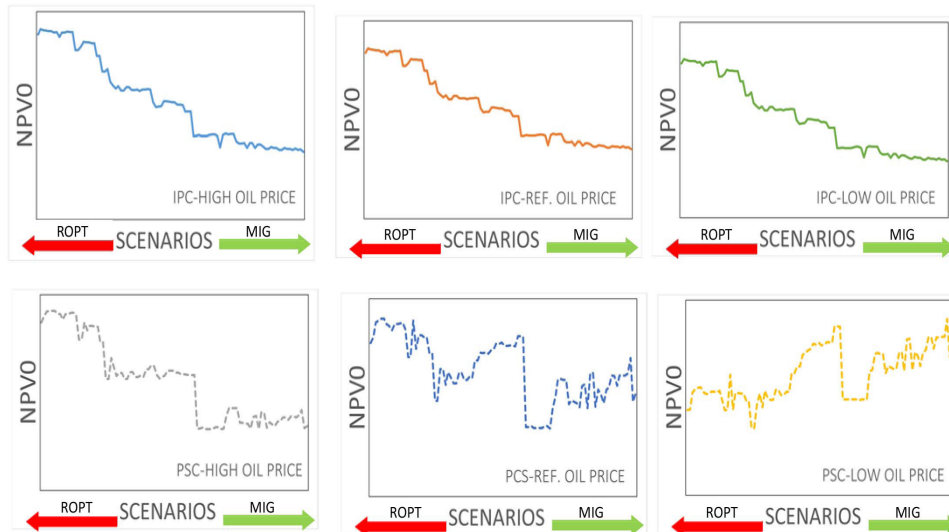 NPVO
IPC-HIGH OIL PRICE
ROPT
SCENARIOS
MIG
NPVO
IPC-REF. OIL PRICE
ROPT
SCENARIOS
MIG
NPVO
IPC-LOW OIL PRICE
ROPT
SCENARIOS
MIG
NPVO
PSC-HIGH OIL PRICE
ROPT
SCENARIOS
MIG
NPVO
PCS-REF. OIL PRICE
ROPT
SCENARIOS
MIG
NPVO
PSC-LOW OIL PRICE
ROPT
SCENARIOS
MIG